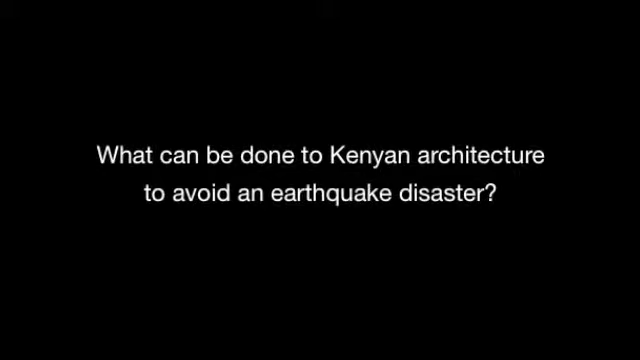 What can be done to Kenyan architecture
to avoid an earthquake disaster?